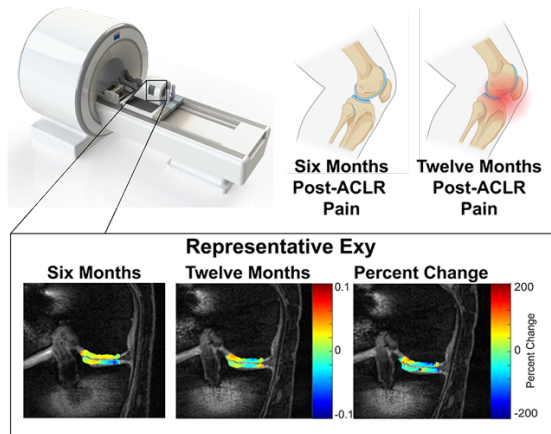 Six Months
Post-ACLR
Pain
Twelve Months
Post-ACLR
Pain
Representative Exy
Six Months
Twelve Months
Percent Change
0.1
0
-0.1
200
0
-200
Percent Change